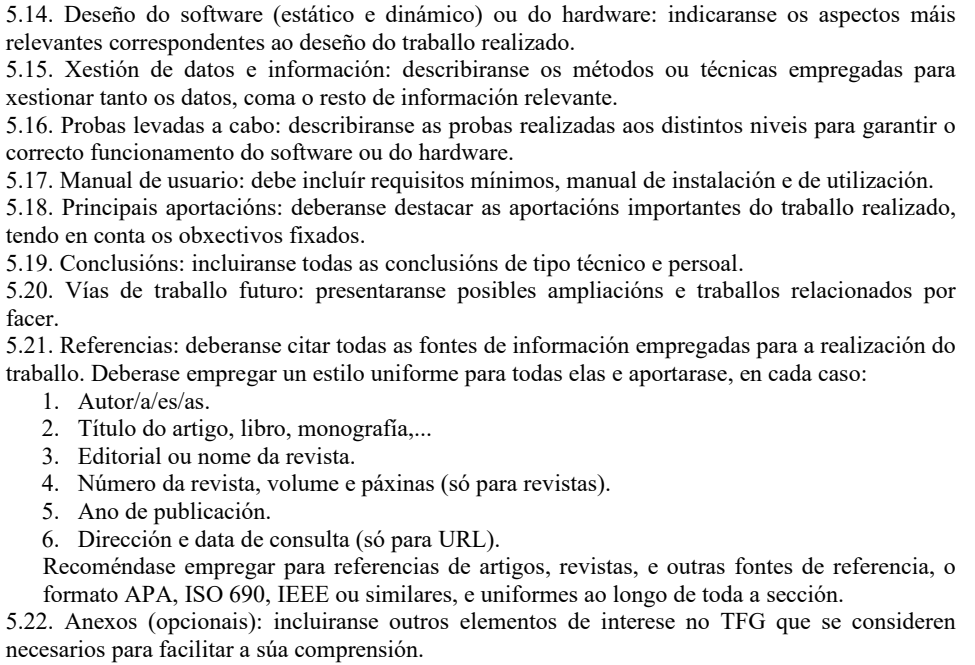 5.14. Deseño do software (estático e dinámico) ou do hardware: indicaranse os aspectos máis
relevantes correspondentes ao deseño do traballo realizado.
5.15. Xestión de datos e información: describiranse os métodos ou técnicas empregadas para
xestionar tanto os datos, coma o resto de información relevante.
5.16. Probas levadas a cabo: describiranse as probas realizadas aos distintos niveis para garantir o
correcto funcionamento do software ou do hardware.
5.17. Manual de usuario: debe incluír requisitos mínimos, manual de instalación e de utilización.
5.18. Principais aportacións: deberanse destacar as aportacións importantes do traballo realizado,
tendo en conta os obxectivos fixados.
5.19. Conclusións: incluiranse todas as conclusións de tipo técnico e persoal.
5.20. Vías de traballo futuro: presentaranse posibles ampliacións e traballos relacionados por
facer.
5.21. Referencias: deberanse citar todas as fontes de información empregadas para a realización do
traballo. Deberase empregar un estilo uniforme para todas elas e aportarase, en cada caso:
1. Autor/a/es/as.
2. Título do artigo, libro, monografía,...
3. Editorial ou nome da revista.
4. Número da revista, volume e páxinas (só para revistas).
5. Ano de publicación.
6. Dirección e data de consulta (só para URL).
Recoméndase empregar para referencias de artigos, revistas, e outras fontes de referencia, o
formato APA, ISO 690, IEEE ou similares, e uniformes ao longo de toda a sección.
5.22. Anexos (opcionais): incluiranse outros elementos de interese no TFG que se consideren
necesarios para facilitar a súa comprensión.